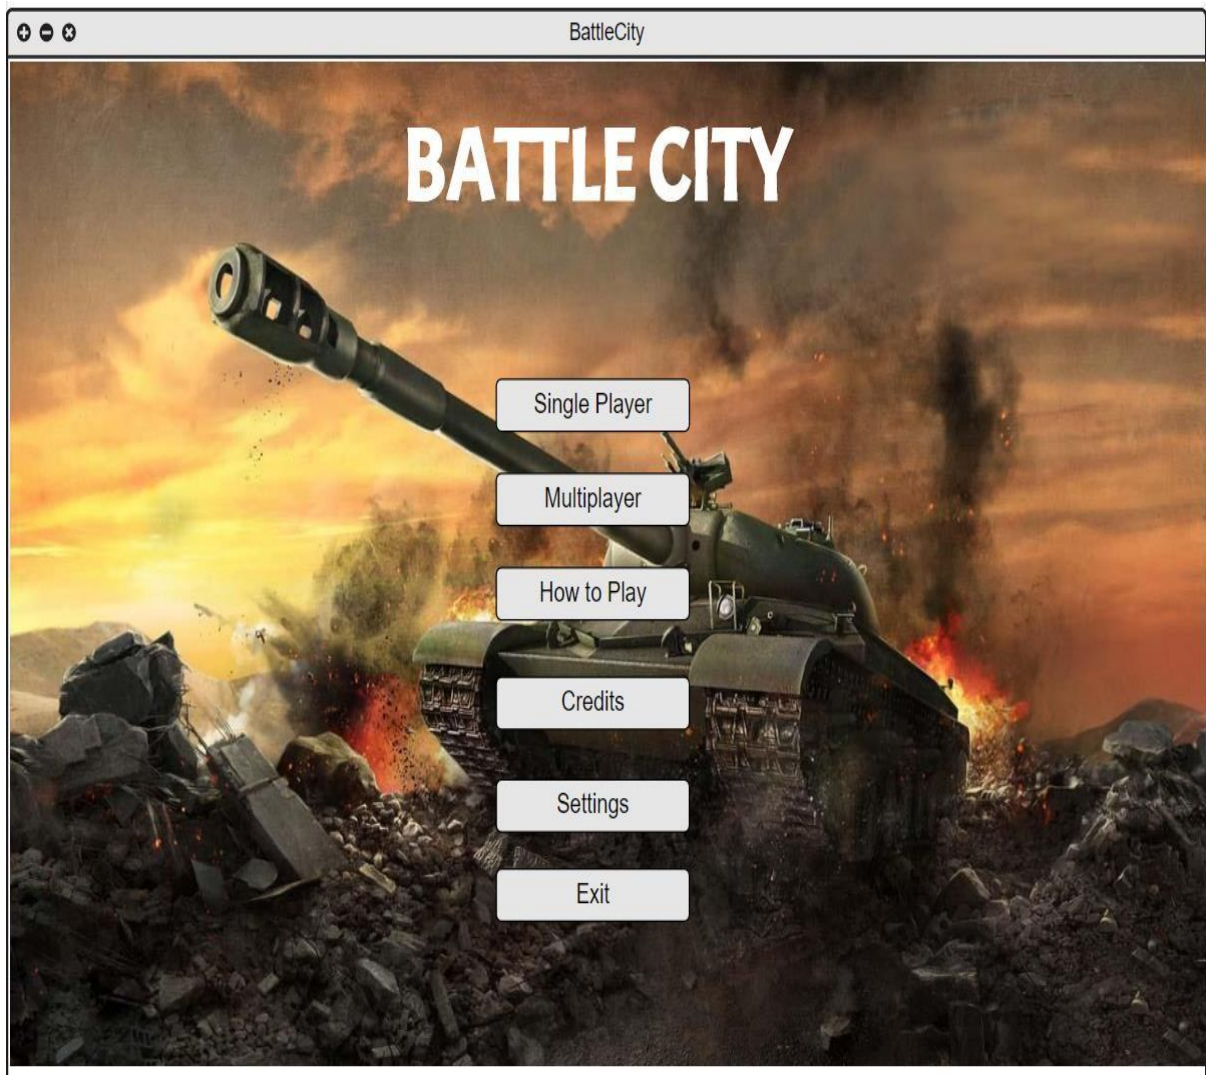 BattleCity
BATTLE CITY
Single Player
Multiplayer
How to Play
Credits
Settings
Exit